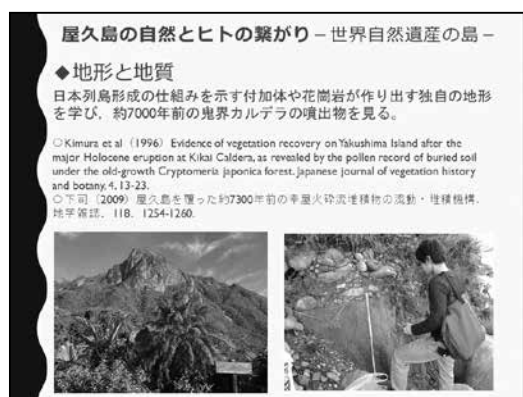 屋久島の自然とヒトの繋がり－世界自然遺産の島－
◆地形と地質
日本列島形成の仕組みを示す付加体や花崗岩が作り出す独自の地形
を学び、約7000年前の鬼界カルデラの噴出物を見る。
○Kimura et al（1996）Evidence of vegetation recovery on Yakushima Island after the
major Holocene eruption at Kikai Caldera, as revealed by the pollen record of buried soil
under the old-growth Cryptomeria japonica forest. Japanese journal of vegetation history
and botany, 4, 13-23.
○下司（2009）屋久島を覆った約7300年前の幸屋火砕流堆積物の流動・堆積機構.
地学雑誌, 118, 1254-1260.